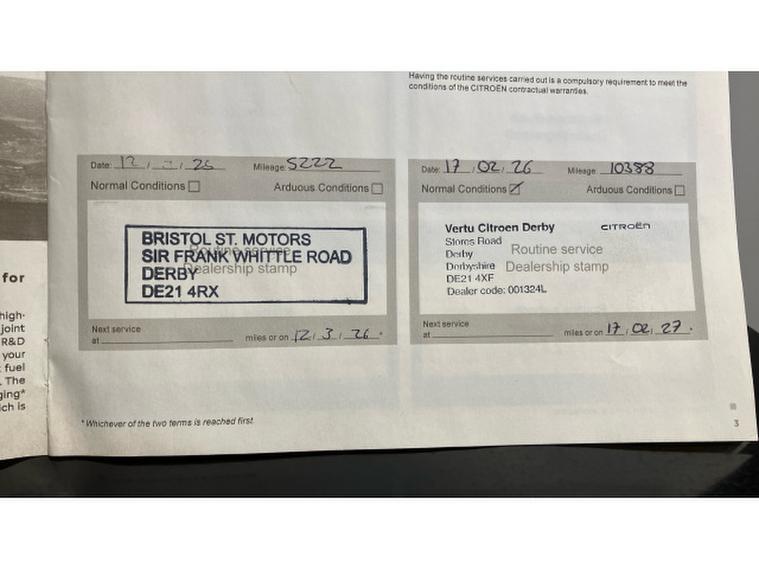 Having the routine services carried out is a compulsory requirement to meet the
conditions of the CITROËN contractual warranties.
Date: 12 / 3 / 25 Mileage: 5222
Normal Conditions Arduous Conditions
Routine service
Dealership stamp
BRISTOL ST. MOTORS
SIR FRANK WHITTLE ROAD
DERBY
DE21 4RX
Next service
at miles or on 12 / 3 / 26 *
Date: 17 / 02 / 26 Mileage: 10388
Normal Conditions Arduous Conditions
Vertu Citroen Derby CITROËN
Stores Road
Derby
Derbyshire
DE21 4XF
Dealer code: 001324L
Routine service
Dealership stamp
Next service
at miles or on 17 / 02 / 27 *
* Whichever of the two terms is reached first
3
for
high-
joint
R&D
your
fuel
. The
ging*
ch is